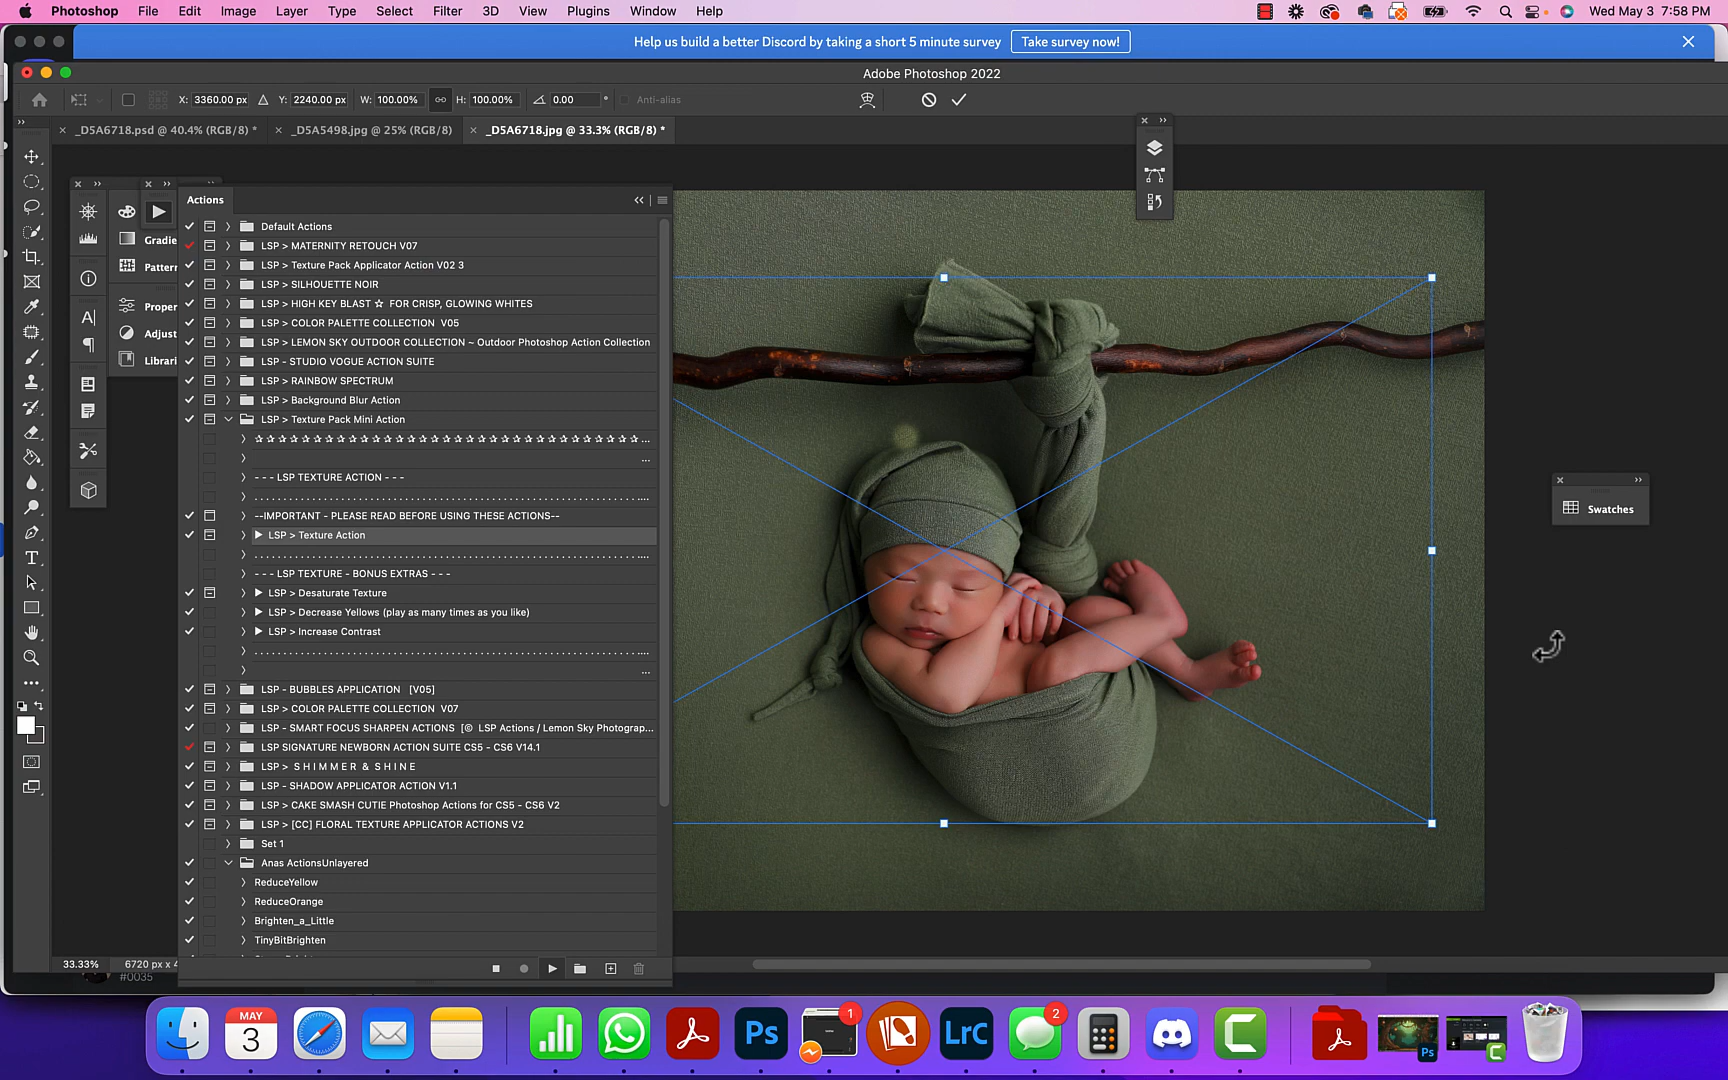 Photoshop File Edit Image Layer Type Select Filter 3D View Plugins Window Help Wed May 3 7:58 PM
Help us build a better Discord by taking a short 5 minute survey Take survey now!
Adobe Photoshop 2022
X: 3360.00 px Y: 2240.00 px W: 100.00% H: 100.00% 0.00 ° Anti-alias
_D5A6718.psd @ 40.4% (RGB/8) * _D5A5498.jpg @ 25% (RGB/8) _D5A6718.jpg @ 33.3% (RGB/8) *
Actions
Default Actions
Gradie
LSP > MATERNITY RETOUCH V07
Pattern
LSP > Texture Pack Applicator Action V02 3
LSP > SILHOUETTE NOIR
Proper
LSP > HIGH KEY BLAST ☆ FOR CRISP, GLOWING WHITES
LSP > COLOR PALETTE COLLECTION V05
Adjust
LSP > LEMON SKY OUTDOOR COLLECTION ~ Outdoor Photoshop Action Collection
Librari
LSP - STUDIO VOGUE ACTION SUITE
LSP > RAINBOW SPECTRUM
LSP > Background Blur Action
LSP > Texture Pack Mini Action
☆☆☆☆☆☆☆☆☆☆☆☆☆☆☆☆☆☆☆☆☆☆☆☆☆☆☆☆☆☆☆☆☆...
...
- - - LSP TEXTURE ACTION - - -
.................................................................
--IMPORTANT - PLEASE READ BEFORE USING THESE ACTIONS--
▶ LSP > Texture Action
.................................................................
- - - LSP TEXTURE - BONUS EXTRAS - - -
▶ LSP > Desaturate Texture
▶ LSP > Decrease Yellows (play as many times as you like)
▶ LSP > Increase Contrast
.................................................................
...
LSP - BUBBLES APPLICATION [V05]
LSP > COLOR PALETTE COLLECTION V07
LSP - SMART FOCUS SHARPEN ACTIONS [© LSP Actions / Lemon Sky Photograp...
LSP SIGNATURE NEWBORN ACTION SUITE CS5 - CS6 V14.1
LSP > S H I M M E R & S H I N E
LSP - SHADOW APPLICATOR ACTION V1.1
LSP > CAKE SMASH CUTIE Photoshop Actions for CS5 - CS6 V2
LSP > [CC] FLORAL TEXTURE APPLICATOR ACTIONS V2
Set 1
Anas ActionsUnlayered
ReduceYellow
ReduceOrange
Brighten_a_Little
TinyBitBrighten
Swatches
33.33% 6720 px x 4
#0035
MAY
3
Ps
1
LrC
2
Ps